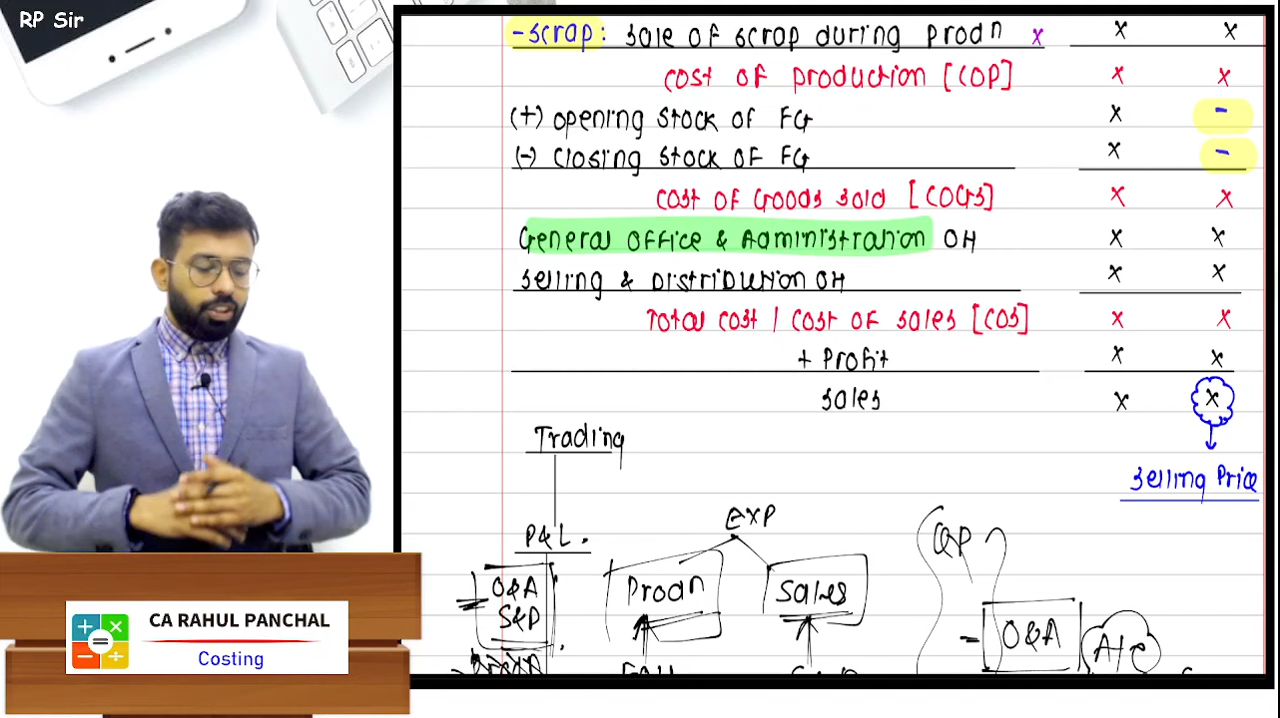 RP Sir
-Scrap: Sale of scrap during Prodn x x x
Cost of production [COP] x x
(+) opening stock of FG x -
(-) closing stock of FG x -
Cost of Goods sold [COGS] x x
General Office & Administration OH x x
Selling & Distribution OH x x
Total cost | Cost of sales [COS] x x
+ Profit x x
Sales x x
Trading
Selling Price
P&L.
exp
O&A
S&D
Prodn
Sales
O&A
A/c
CA RAHUL PANCHAL
Costing